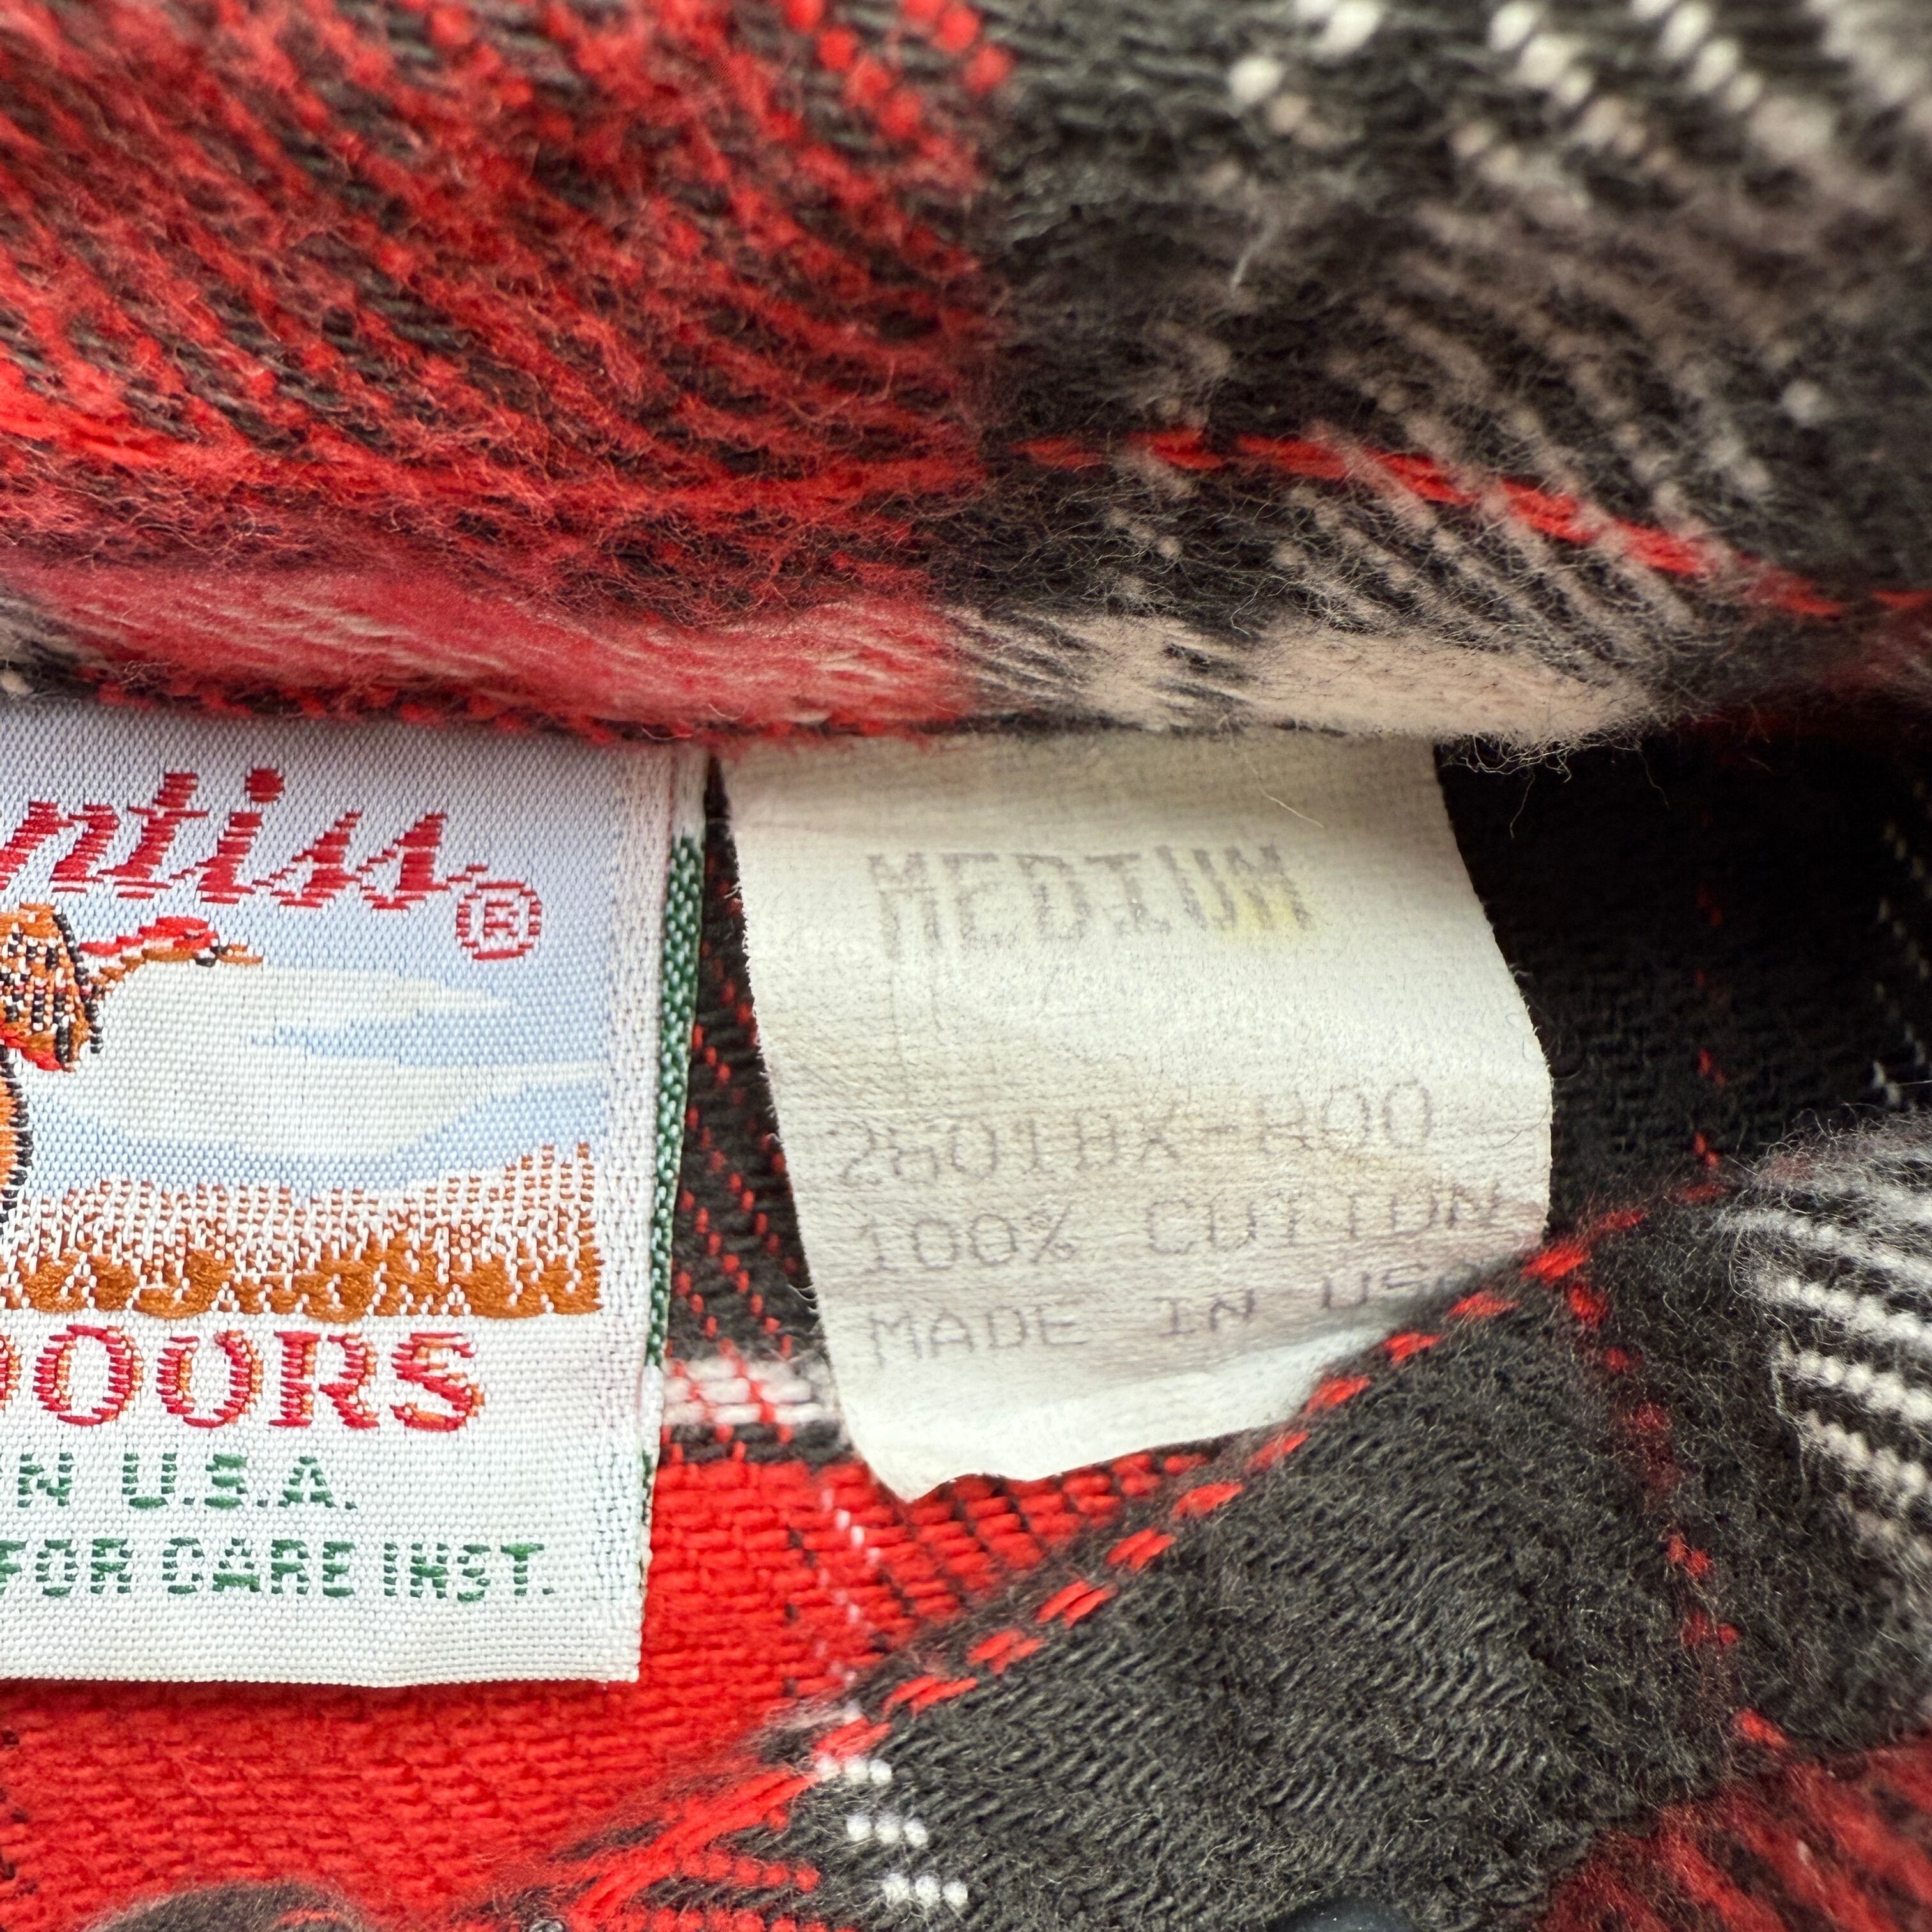 ntiss®
OORS
N U.S.A.
FOR CARE INST.
MEDIUM
100% COTTON
MADE IN US